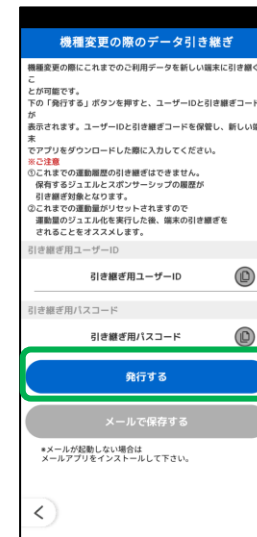 機種変更の際のデータ引き継ぎ
機種変更の際にこれまでのご利用データを新しい端末に引き継ぐ
こ
とが可能です。
下の「発行する」ボタンを押すと、ユーザーIDと引き継ぎコード
が
表示されます。ユーザーIDと引き継ぎコードを保管し、新しい端
末
でアプリをダウンロードした際に入力してください。
※ご注意
①これまでの運動履歴の引き継ぎはできません。
保有するジュエルとスポンサーシップの履歴が
引き継ぎ対象となります。
②これまでの運動量がリセットされますので
運動量のジュエル化を実行した後、端末の引き継ぎを
されることをオススメします。
引き継ぎ用ユーザーID
引き継ぎ用ユーザーID
引き継ぎ用パスコード
引き継ぎ用パスコード
発行する
メールで保存する
※メールが起動しない場合は
メールアプリをインストールして下さい。